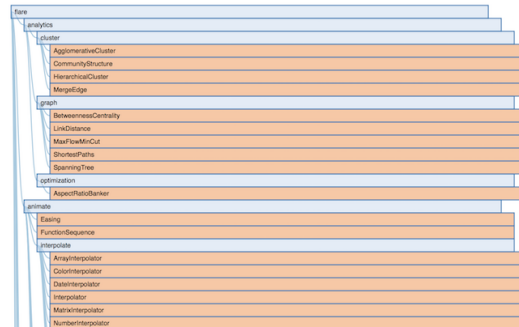 flare
analytics
cluster
AgglomerativeCluster
CommunityStructure
HierarchicalCluster
MergeEdge
graph
BetweennessCentrality
LinkDistance
MaxFlowMinCut
ShortestPaths
SpanningTree
optimization
AspectRatioBanker
animate
Easing
FunctionSequence
interpolate
ArrayInterpolator
ColorInterpolator
DateInterpolator
Interpolator
MatrixInterpolator
NumberInterpolator